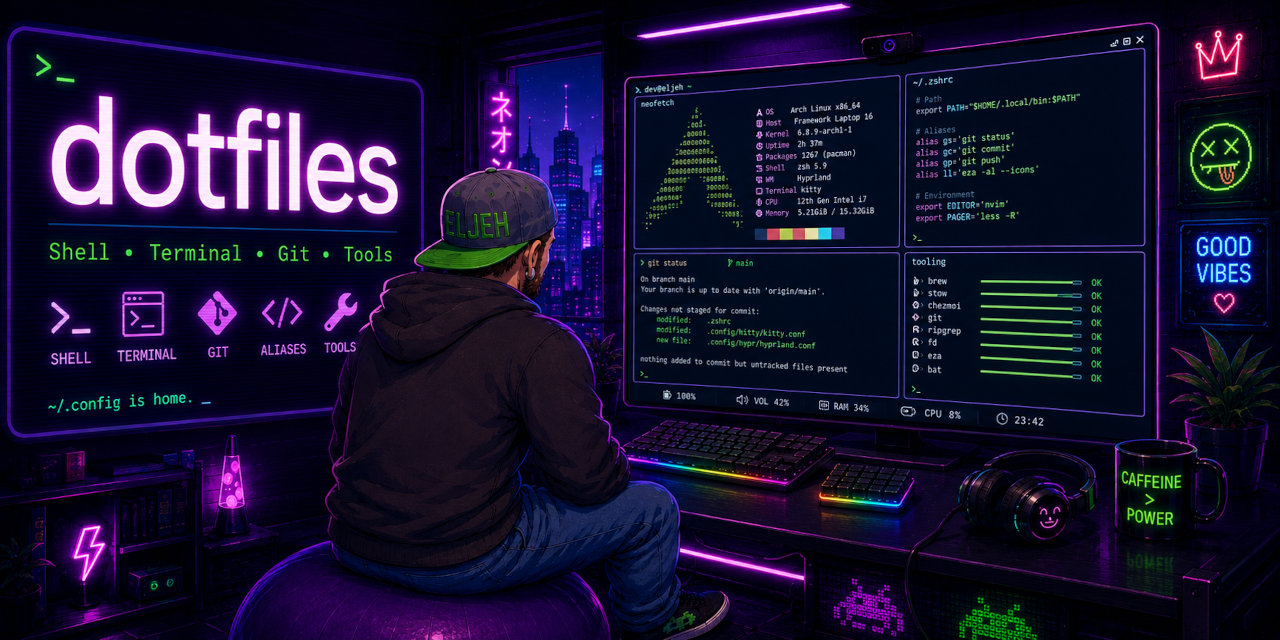 >_
dotfiles
Shell • Terminal • Git • Tools
SHELL
TERMINAL
GIT
ALIASES
TOOLS
~/.config is home. _
ネオン
ELJEH
dev@eljeh ~
neofetch
OS Arch Linux x86_64
Host Framework Laptop 16
Kernel 6.8.9-arch1-1
Uptime 2h 37m
Packages 1267 (pacman)
Shell zsh 5.9
WM Hyprland
Terminal kitty
CPU 12th Gen Intel i7
Memory 5.21GiB / 15.32GiB
~/.zshrc
# Path
export PATH="$HOME/.local/bin:$PATH"
# Aliases
alias gs='git status'
alias gc='git commit'
alias gp='git push'
alias ll='eza -al --icons'
# Environment
export EDITOR='nvim'
export PAGER='less -R'
>_
> git status
main
On branch main
Your branch is up to date with 'origin/main'.
Changes not staged for commit:
modified: .zshrc
modified: .config/hitty/kitty.conf
new file: .config/hypr/hyprland.conf
nothing added to commit but untracked files present
>_
tooling
brew OK
stow OK
chezmoi OK
git OK
ripgrep OK
fd OK
eza OK
bat OK
>_
100%
VOL 42%
RAM 34%
CPU 8%
23:42
GOOD
VIBES
CAFFEINE
>
POWER